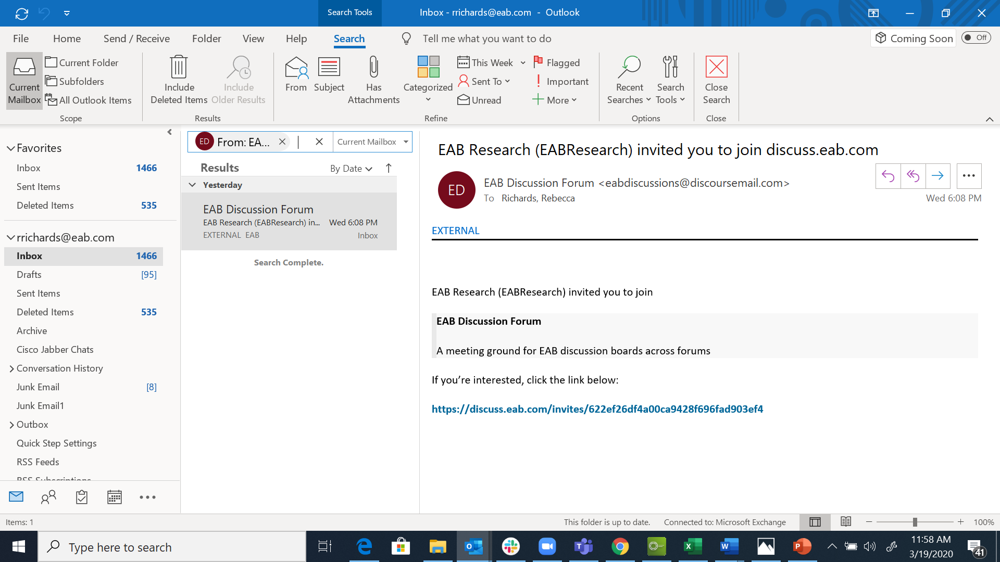 Search Tools
Inbox - rrichards@eab.com - Outlook
File Home Send / Receive Folder View Help Search Tell me what you want to do Coming Soon Off
Current Mailbox
Current Folder
Subfolders
All Outlook Items
Scope
Include Deleted Items
Include Older Results
Results
From
Subject
Has Attachments
Categorized
This Week
Sent To
Unread
Flagged
Important
More
Refine
Recent Searches
Search Tools
Options
Close Search
Close
Favorites
Inbox 1466
Sent Items
Deleted Items 535
rrichards@eab.com
Inbox 1466
Drafts [95]
Sent Items
Deleted Items 535
Archive
Cisco Jabber Chats
Conversation History
Junk Email [8]
Junk Email1
Outbox
Quick Step Settings
RSS Feeds
RSS Subscriptions
ED From: EA... Current Mailbox
Results By Date
Yesterday
EAB Discussion Forum
EAB Research (EABResearch) in... Wed 6:08 PM
EXTERNAL EAB Inbox
Search Complete.
EAB Research (EABResearch) invited you to join discuss.eab.com
ED
EAB Discussion Forum <eabdiscussions@discoursemail.com>
To Richards, Rebecca
Wed 6:08 PM
EXTERNAL
EAB Research (EABResearch) invited you to join
EAB Discussion Forum
A meeting ground for EAB discussion boards across forums
If you’re interested, click the link below:
https://discuss.eab.com/invites/622ef26df4a00ca9428f696fad903ef4
Items: 1
This folder is up to date. Connected to: Microsoft Exchange 100%
Type here to search
11:58 AM
3/19/2020
41